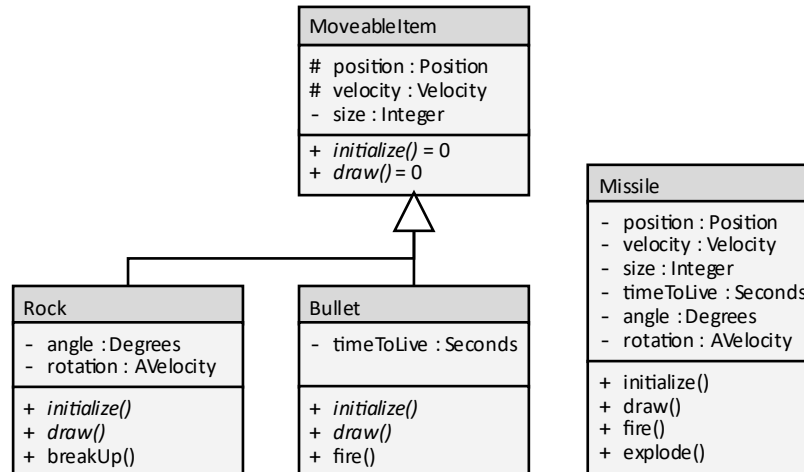 MoveableItem
# position : Position
# velocity : Velocity
- size : Integer
+ initialize() = 0
+ draw() = 0
Rock
- angle : Degrees
- rotation : AVelocity
+ initialize()
+ draw()
+ breakUp()
Bullet
- timeToLive : Seconds
+ initialize()
+ draw()
+ fire()
Missile
- position : Position
- velocity : Velocity
- size : Integer
- timeToLive : Seconds
- angle : Degrees
- rotation : AVelocity
+ initialize()
+ draw()
+ fire()
+ explode()